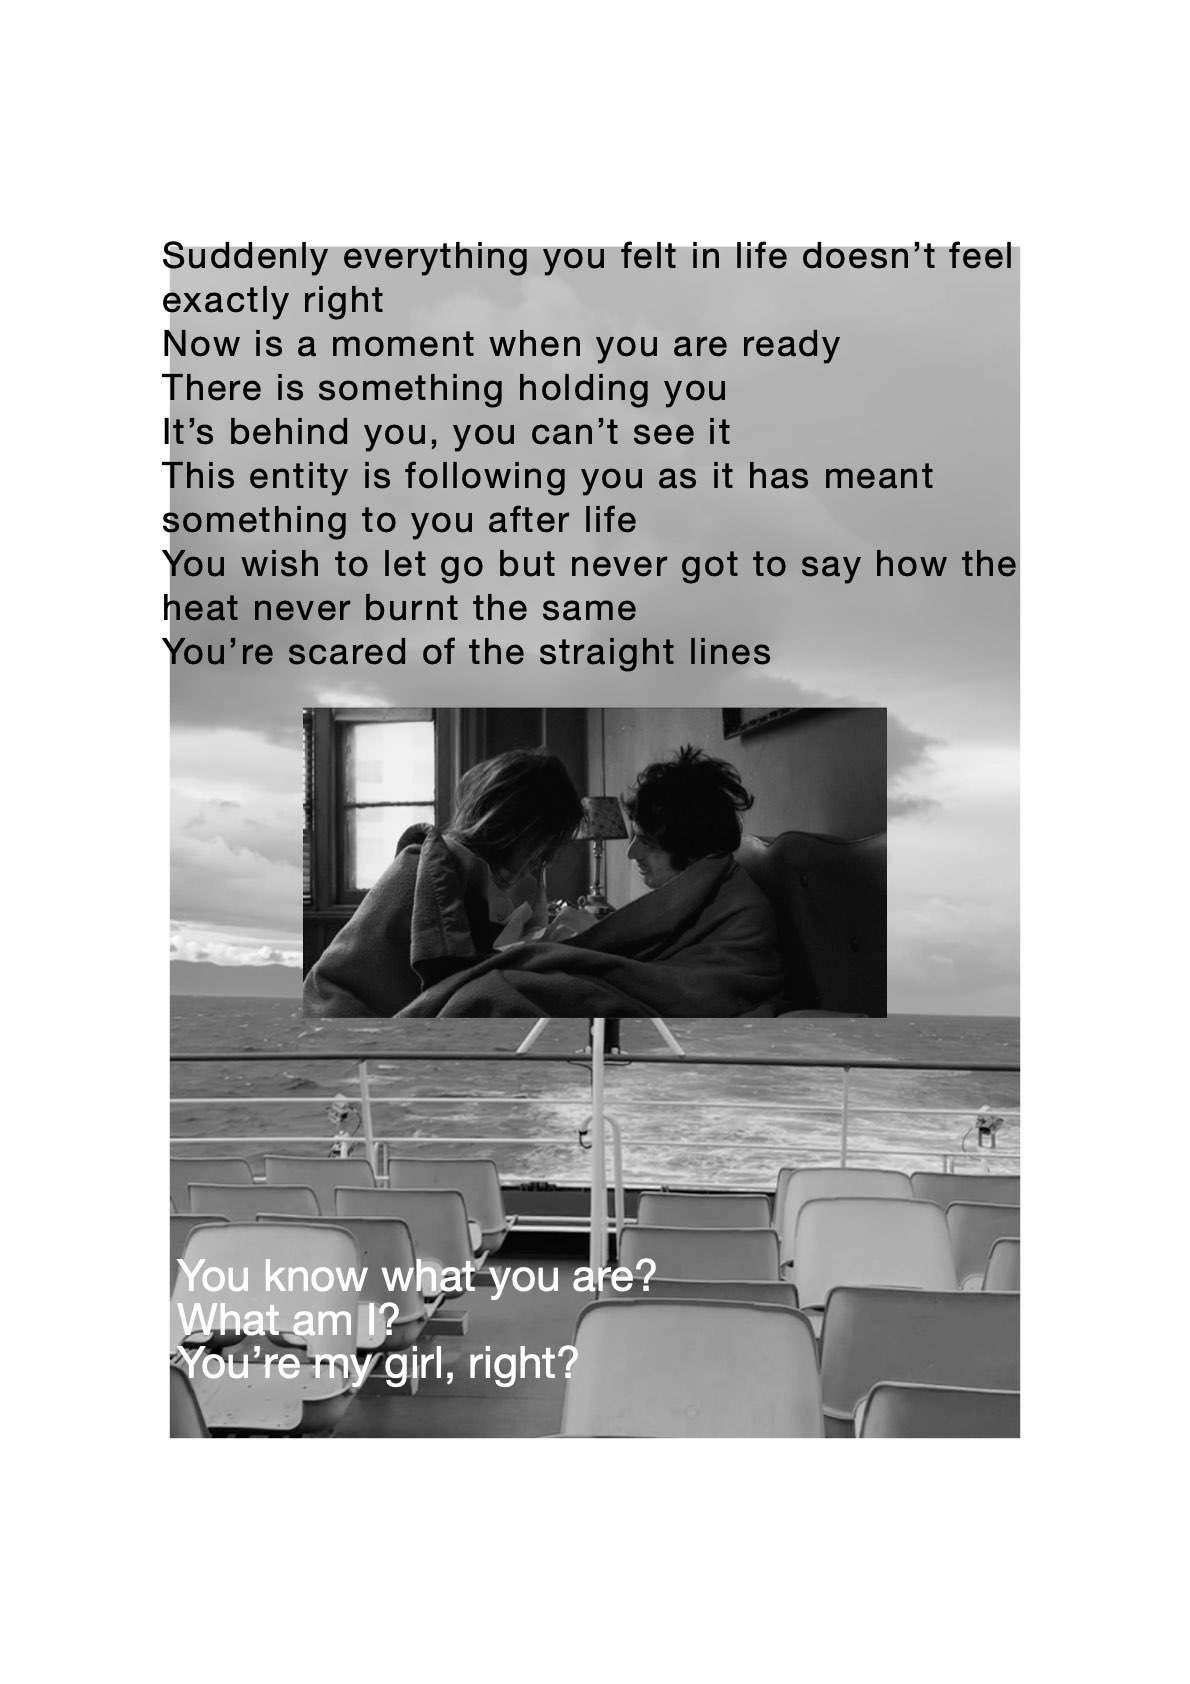 Suddenly everything you felt in life doesn’t feel
exactly right
Now is a moment when you are ready
There is something holding you
It’s behind you, you can’t see it
This entity is following you as it has meant
something to you after life
You wish to let go but never got to say how the
heat never burnt the same
You’re scared of the straight lines
You know what you are?
What am I?
You’re my girl, right?